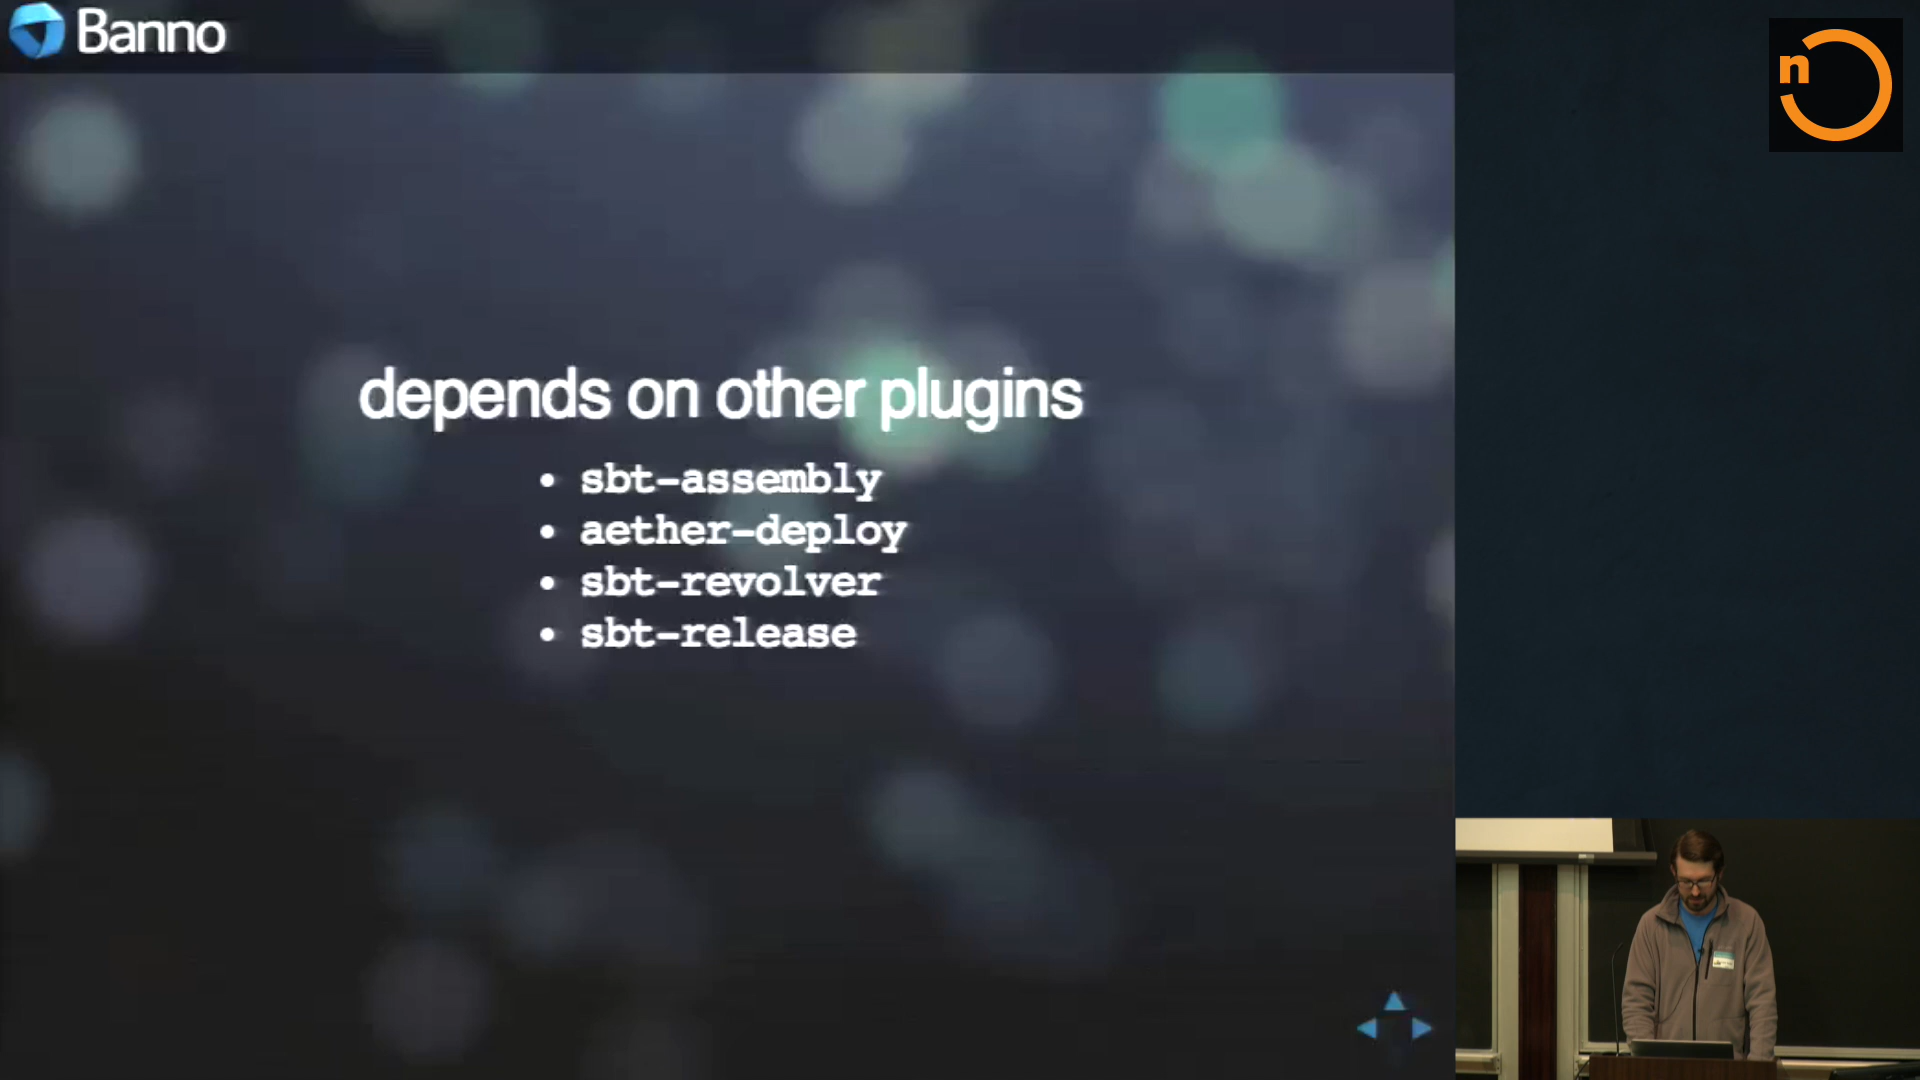 Banno
n
depends on other plugins
• sbt-assembly
• aether-deploy
• sbt-revolver
• sbt-release